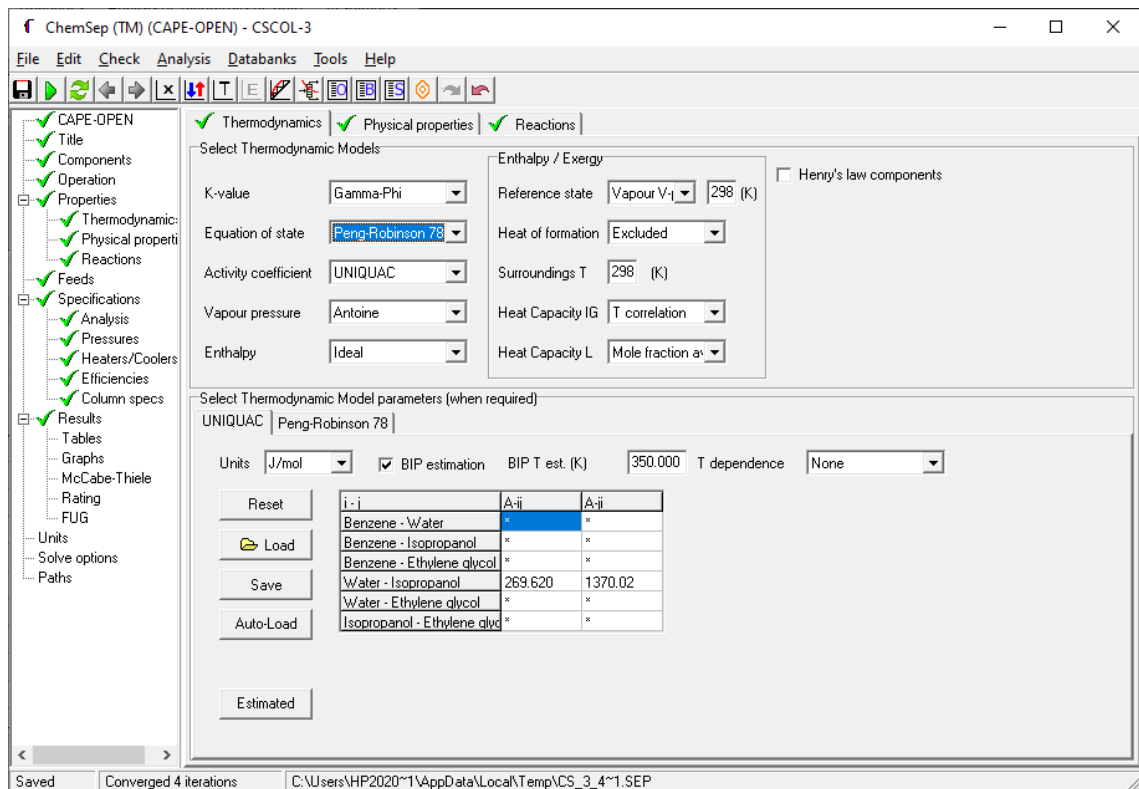 ChemSep (TM) (CAPE-OPEN) - CSCOL-3
File Edit Check Analysis Databanks Tools Help
T E O B S
CAPE-OPEN
Title
Components
Operation
Properties
Thermodynamic:
Physical properti
Reactions
Feeds
Specifications
Analysis
Pressures
Heaters/Coolers
Efficiencies
Column specs
Results
Tables
Graphs
McCabe-Thiele
Rating
FUG
Units
Solve options
Paths
Thermodynamics Physical properties Reactions
Select Thermodynamic Models
K-value Gamma-Phi
Equation of state Peng-Robinson 78
Activity coefficient UNIQUAC
Vapour pressure Antoine
Enthalpy Ideal
Enthalpy / Exergy
Reference state Vapour V-p 298 (K)
Heat of formation Excluded
Surroundings T 298 (K)
Heat Capacity IG T correlation
Heat Capacity L Mole fraction av
Henry's law components
Select Thermodynamic Model parameters (when required)
UNIQUAC Peng-Robinson 78
Units J/mol BIP estimation BIP T est. (K) 350.000 T dependence None
Reset
Load
Save
Auto-Load
Estimated
i - j A-ij A-ji
Benzene - Water * *
Benzene - Isopropanol * *
Benzene - Ethylene glycol * *
Water - Isopropanol 269.620 1370.02
Water - Ethylene glycol * *
Isopropanol - Ethylene glyc * *
Saved Converged 4 iterations C:\Users\HP2020~1\AppData\Local\Temp\CS_3_4~1.SEP